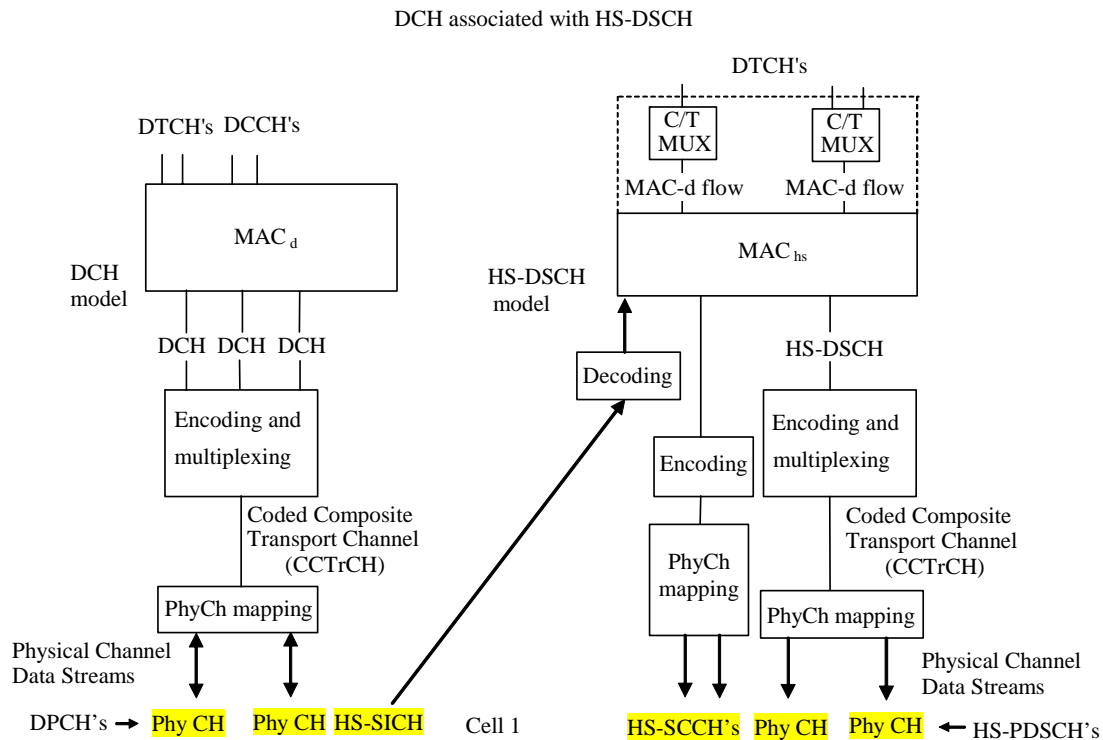 DCH associated with HS-DSCH
DTCH's
DTCH's DCCH's
C/T
MUX
C/T
MUX
MAC-d flow
MAC-d flow
MAC d
MAC hs
DCH
model
HS-DSCH
model
DCH DCH DCH
HS-DSCH
Decoding
Encoding and
multiplexing
Encoding
Encoding and
multiplexing
Coded Composite
Transport Channel
(CCTrCH)
Coded Composite
Transport Channel
(CCTrCH)
PhyCh
mapping
PhyCh mapping
PhyCh mapping
Physical Channel
Data Streams
Physical Channel
Data Streams
DPCH's
Phy CH
Phy CH
HS-SICH
Cell 1
HS-SCCH's
Phy CH
Phy CH
HS-PDSCH's